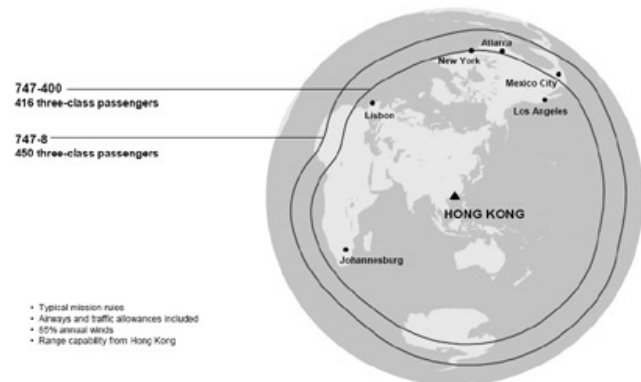 Atlanta
New York
Mexico City
747-400
416 three-class passengers
Lisbon
Los Angeles
747-8
450 three-class passengers
HONG KONG
Johannesburg
• Typical mission rules
• Airways and traffic allowances included
• 85% annual winds
• Range capability from Hong Kong